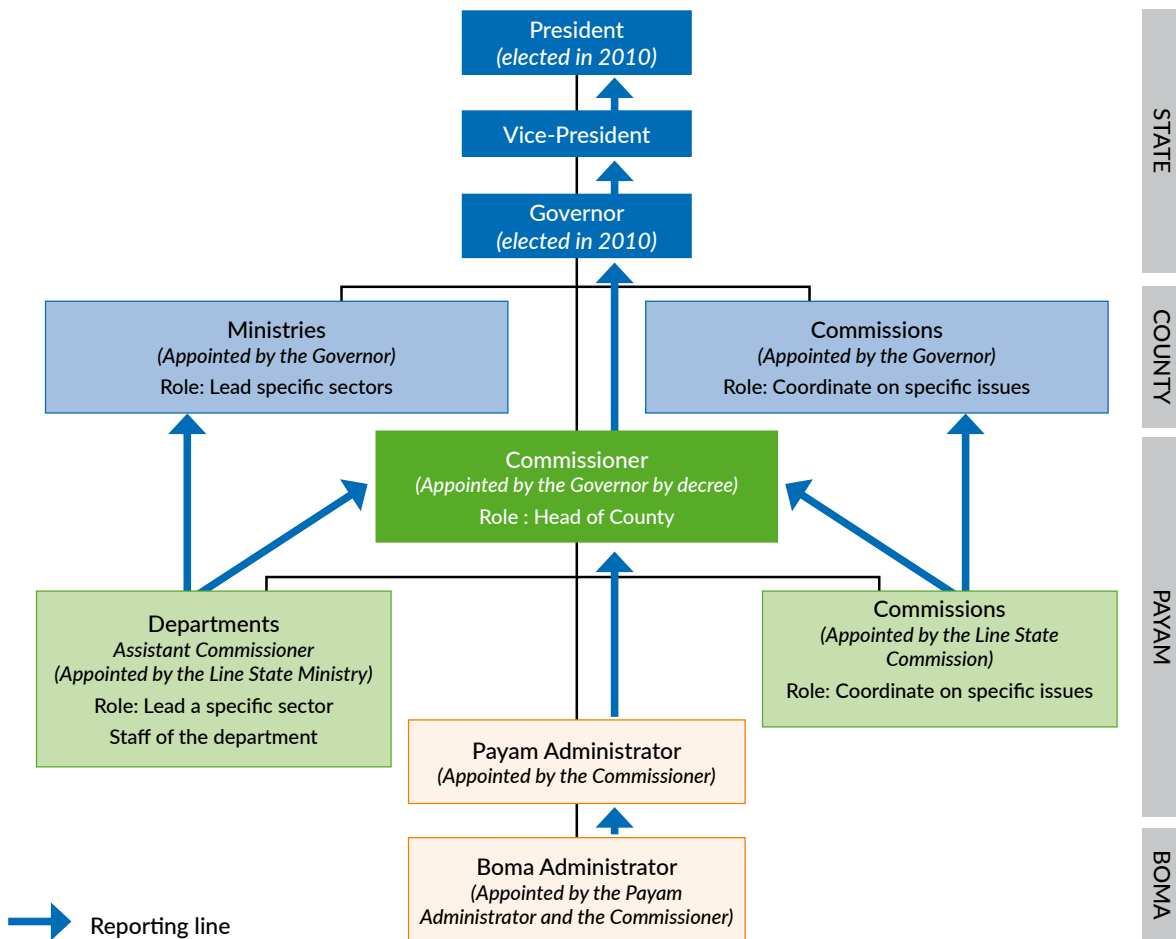 President
(elected in 2010)
Vice-President
Governor
(elected in 2010)
STATE
Ministries
(Appointed by the Governor)
Role: Lead specific sectors
Commissions
(Appointed by the Governor)
Role: Coordinate on specific issues
COUNTY
Commissioner
(Appointed by the Governor by decree)
Role : Head of County
Departments
Assistant Commissioner
(Appointed by the Line State Ministry)
Role: Lead a specific sector
Staff of the department
Commissions
(Appointed by the Line State
Commission)
Role: Coordinate on specific issues
Payam Administrator
(Appointed by the Commissioner)
PAYAM
Boma Administrator
(Appointed by the Payam
Administrator and the Commissioner)
BOMA
Reporting line